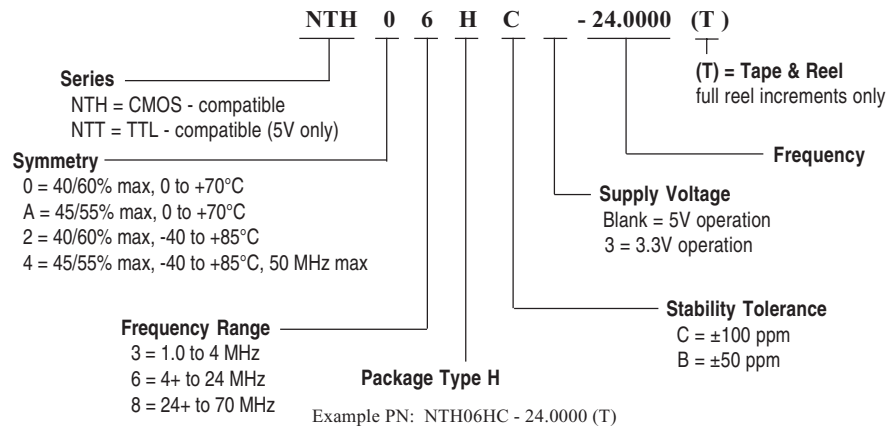 NTH 0 6 H C - 24.0000 (T)
(T) = Tape & Reel
full reel increments only
Series
NTH = CMOS - compatible
NTT = TTL - compatible (5V only)
Frequency
Symmetry
0 = 40/60% max, 0 to +70°C
A = 45/55% max, 0 to +70°C
2 = 40/60% max, -40 to +85°C
4 = 45/55% max, -40 to +85°C, 50 MHz max
Supply Voltage
Blank = 5V operation
3 = 3.3V operation
Stability Tolerance
C = ±100 ppm
B = ±50 ppm
Frequency Range
3 = 1.0 to 4 MHz
6 = 4+ to 24 MHz
8 = 24+ to 70 MHz
Package Type H
Example PN: NTH06HC - 24.0000 (T)